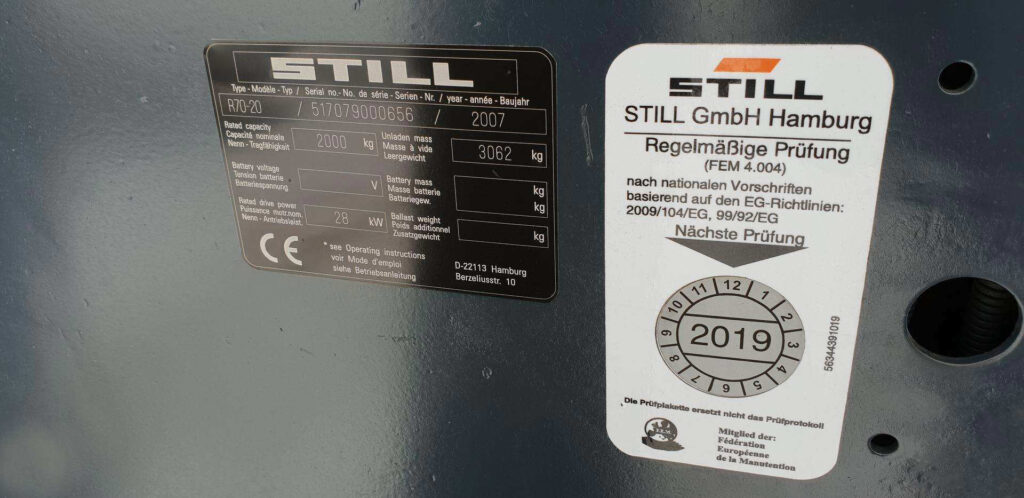 STILL
Type - Modèle - Typ / Serial no.- No. de série - Serien - Nr. / year - année - Baujahr
R70-20 / 517079000656 / 2007
Rated capacity
Capacité nominale
Nenn - Tragfähigkeit
2000 kg
Unladen mass
Masse à vide
Leergewicht
3062 kg
Battery voltage
Tension batterie
Batteriespannung
V
Battery mass
Masse batterie
Batteriegew.
kg
kg
Rated drive power
Puissance motr.nom.
Nenn - Antriebsleist.
28 kW
Ballast weight
Poids additionnel
Zusatzgewicht
kg
CE
* see Operating instructions
voir Mode d'emploi
siehe Betriebsanleitung
D-22113 Hamburg
Berzeliusstr. 10
STILL
STILL GmbH Hamburg
Regelmäßige Prüfung
(FEM 4.004)
nach nationalen Vorschriften
basierend auf den EG-Richtlinien:
2009/104/EG, 99/92/EG
Nächste Prüfung
12
1
2
3
4
5
6
7
8
9
10
11
2019
56344391019
Die Prüfplakette ersetzt nicht das Prüfprotokoll
Mitglied der:
Fédération
Européenne
de la Manutention